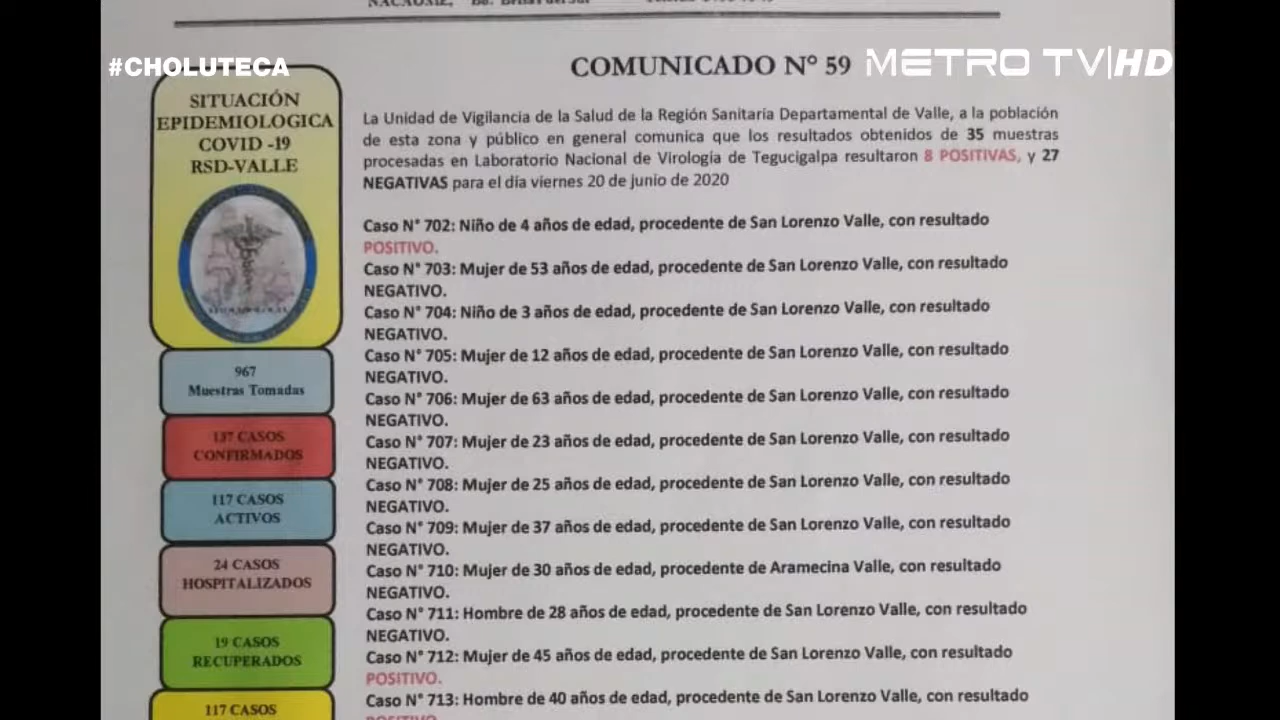 #CHOLUTECA
METRO TV|HD
COMUNICADO N° 59
SITUACIÓN
EPIDEMIOLOGICA
COVID -19
RSD-VALLE
967
Muestras Tomadas
137 CASOS
CONFIRMADOS
117 CASOS
ACTIVOS
24 CASOS
HOSPITALIZADOS
19 CASOS
RECUPERADOS
117 CASOS
La Unidad de Vigilancia de la Salud de la Región Sanitaria Departamental de Valle, a la población
de esta zona y público en general comunica que los resultados obtenidos de 35 muestras
procesadas en Laboratorio Nacional de Virología de Tegucigalpa resultaron 8 POSITIVAS, y 27
NEGATIVAS para el día viernes 20 de junio de 2020
Caso N° 702: Niño de 4 años de edad, procedente de San Lorenzo Valle, con resultado
POSITIVO.
Caso N° 703: Mujer de 53 años de edad, procedente de San Lorenzo Valle, con resultado
NEGATIVO.
Caso N° 704: Niño de 3 años de edad, procedente de San Lorenzo Valle, con resultado
NEGATIVO.
Caso N° 705: Mujer de 12 años de edad, procedente de San Lorenzo Valle, con resultado
NEGATIVO.
Caso N° 706: Mujer de 63 años de edad, procedente de San Lorenzo Valle, con resultado
NEGATIVO.
Caso N° 707: Mujer de 23 años de edad, procedente de San Lorenzo Valle, con resultado
NEGATIVO.
Caso N° 708: Mujer de 25 años de edad, procedente de San Lorenzo Valle, con resultado
NEGATIVO.
Caso N° 709: Mujer de 37 años de edad, procedente de San Lorenzo Valle, con resultado
NEGATIVO.
Caso N° 710: Mujer de 30 años de edad, procedente de Aramecina Valle, con resultado
NEGATIVO.
Caso N° 711: Hombre de 28 años de edad, procedente de San Lorenzo Valle, con resultado
NEGATIVO.
Caso N° 712: Mujer de 45 años de edad, procedente de San Lorenzo Valle, con resultado
POSITIVO.
Caso N° 713: Hombre de 40 años de edad, procedente de San Lorenzo Valle, con resultado
POSITIVO.